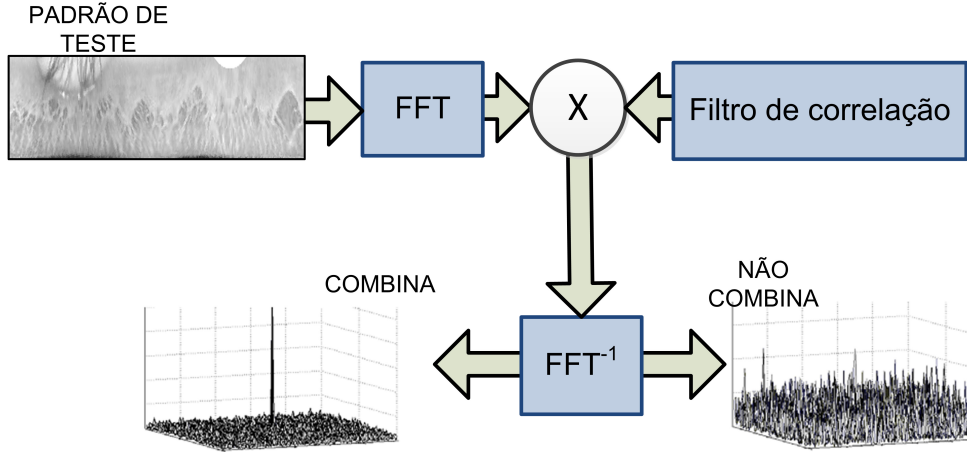 PADRÃO DE
TESTE
FFT
X
Filtro de correlação
COMBINA
NÃO
COMBINA
FFT⁻¹